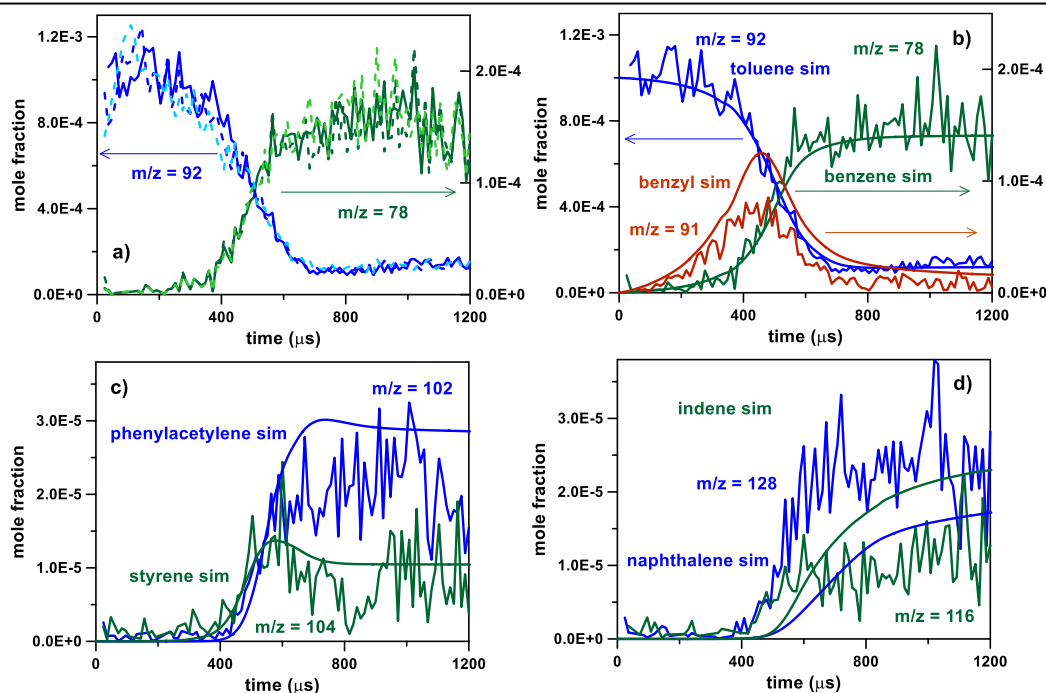 1.2E-3
8.0E-4
4.0E-4
0.0E+0
mole fraction
2.0E-4
1.0E-4
0.0E+0
m/z = 92
m/z = 78
a)
0
400
800
1200
time (μs)
1.2E-3
8.0E-4
4.0E-4
0.0E+0
mole fraction
2.0E-4
1.0E-4
0.0E+0
m/z = 92
m/z = 78
b)
toluene sim
benzyl sim
benzene sim
m/z = 91
0
400
800
1200
time (μs)
3.0E-5
2.0E-5
1.0E-5
0.0E+0
mole fraction
c)
m/z = 102
phenylacetylene sim
styrene sim
m/z = 104
0
400
800
1200
time (μs)
3.0E-5
2.0E-5
1.0E-5
0.0E+0
mole fraction
d)
indene sim
m/z = 128
naphthalene sim
m/z = 116
0
400
800
1200
time (μs)